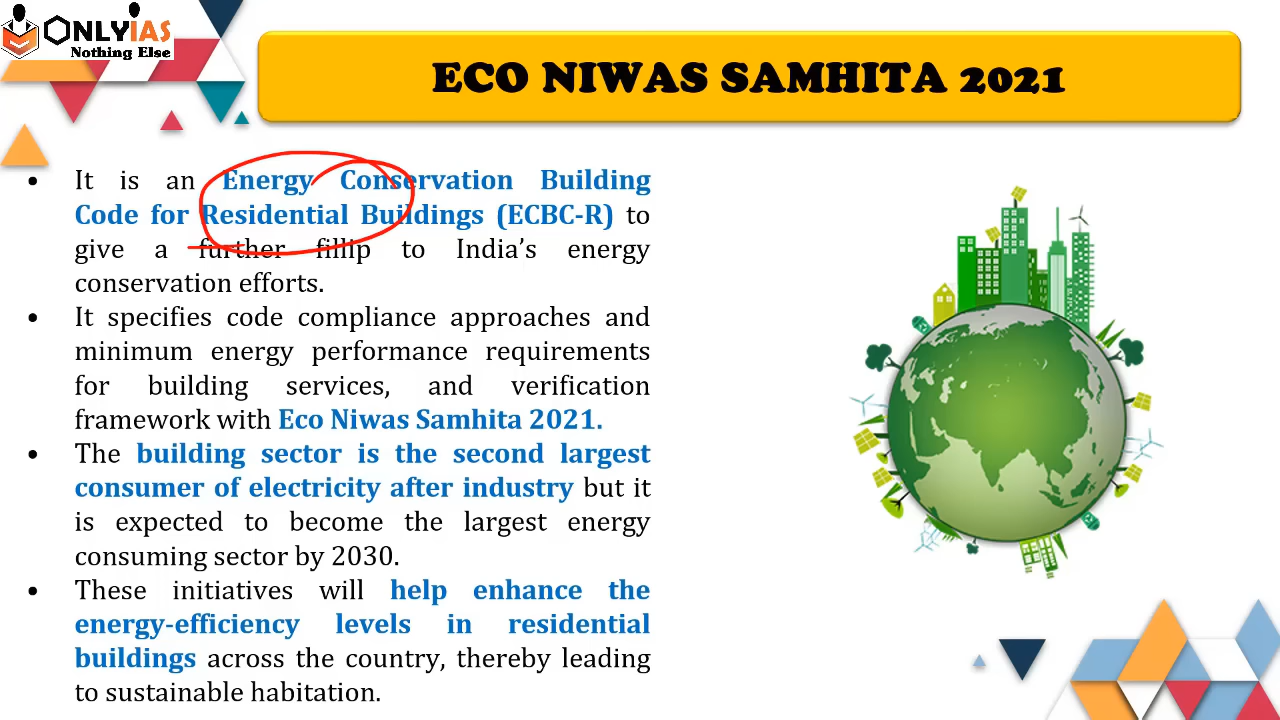 ONLYIAS
Nothing Else
ECO NIWAS SAMHITA 2021
• It is an Energy Conservation Building
Code for Residential Buildings (ECBC-R) to
give a further fillip to India’s energy
conservation efforts.
• It specifies code compliance approaches and
minimum energy performance requirements
for building services, and verification
framework with Eco Niwas Samhita 2021.
• The building sector is the second largest
consumer of electricity after industry but it
is expected to become the largest energy
consuming sector by 2030.
• These initiatives will help enhance the
energy-efficiency levels in residential
buildings across the country, thereby leading
to sustainable habitation.